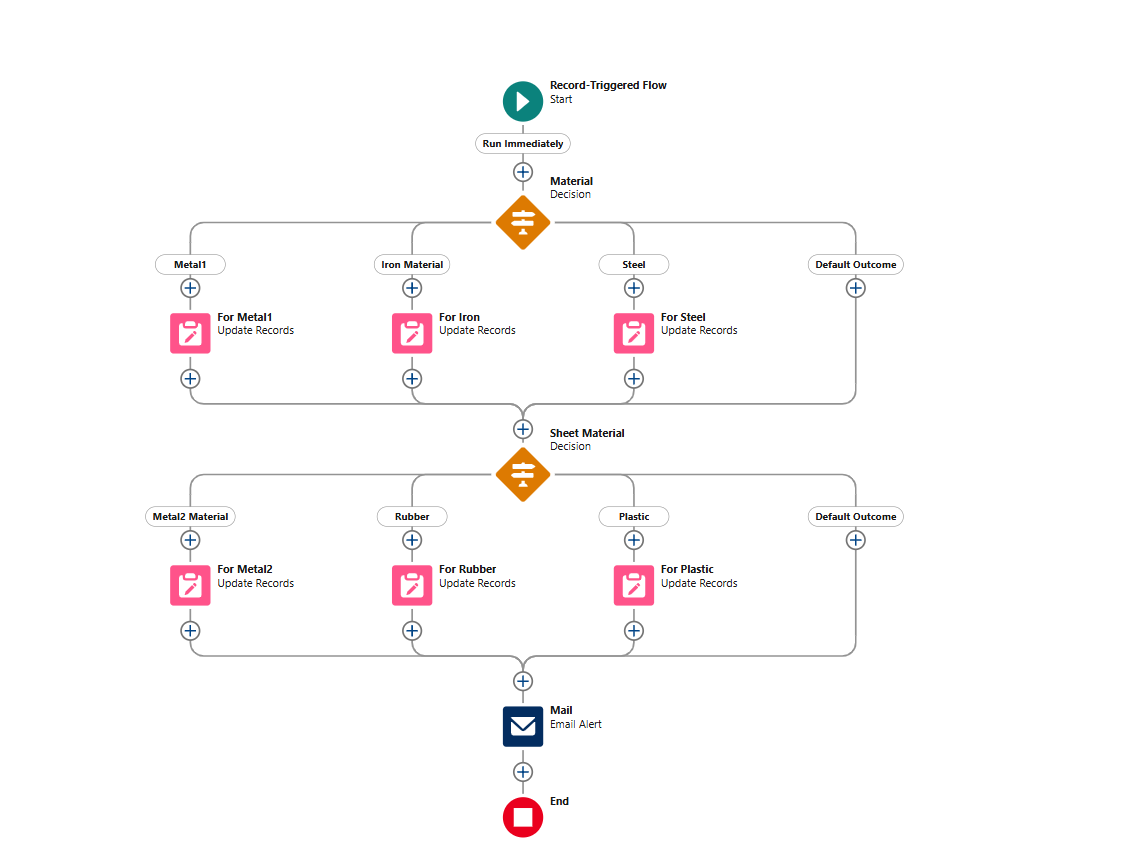 Record-Triggered Flow
Start
Run Immediately
Material
Decision
Metal1
Iron Material
Steel
Default Outcome
For Metal1
Update Records
For Iron
Update Records
For Steel
Update Records
Sheet Material
Decision
Metal2 Material
Rubber
Plastic
Default Outcome
For Metal2
Update Records
For Rubber
Update Records
For Plastic
Update Records
Mail
Email Alert
End